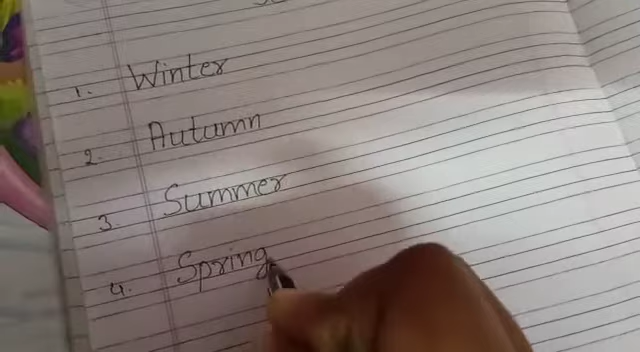 1. Winter
2. Autumn
3. Summer
4. Spring